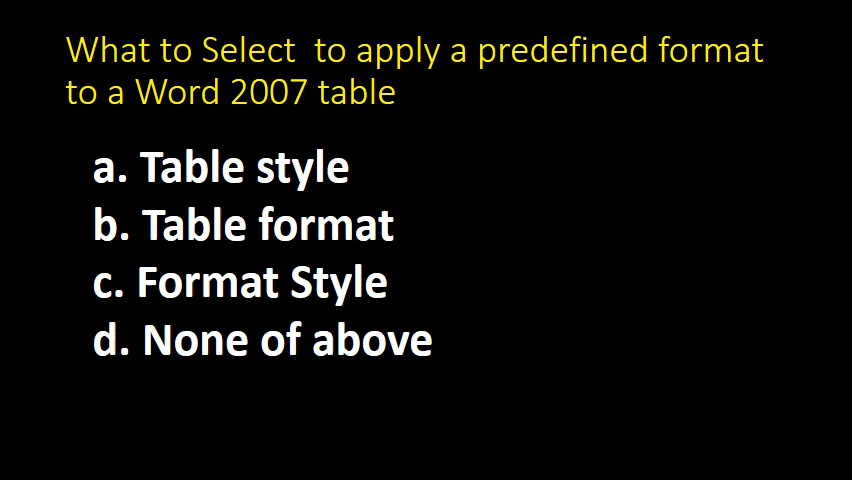 What to Select  to apply a predefined format
to a Word 2007 table
a. Table style
b. Table format
c. Format Style
d. None of above